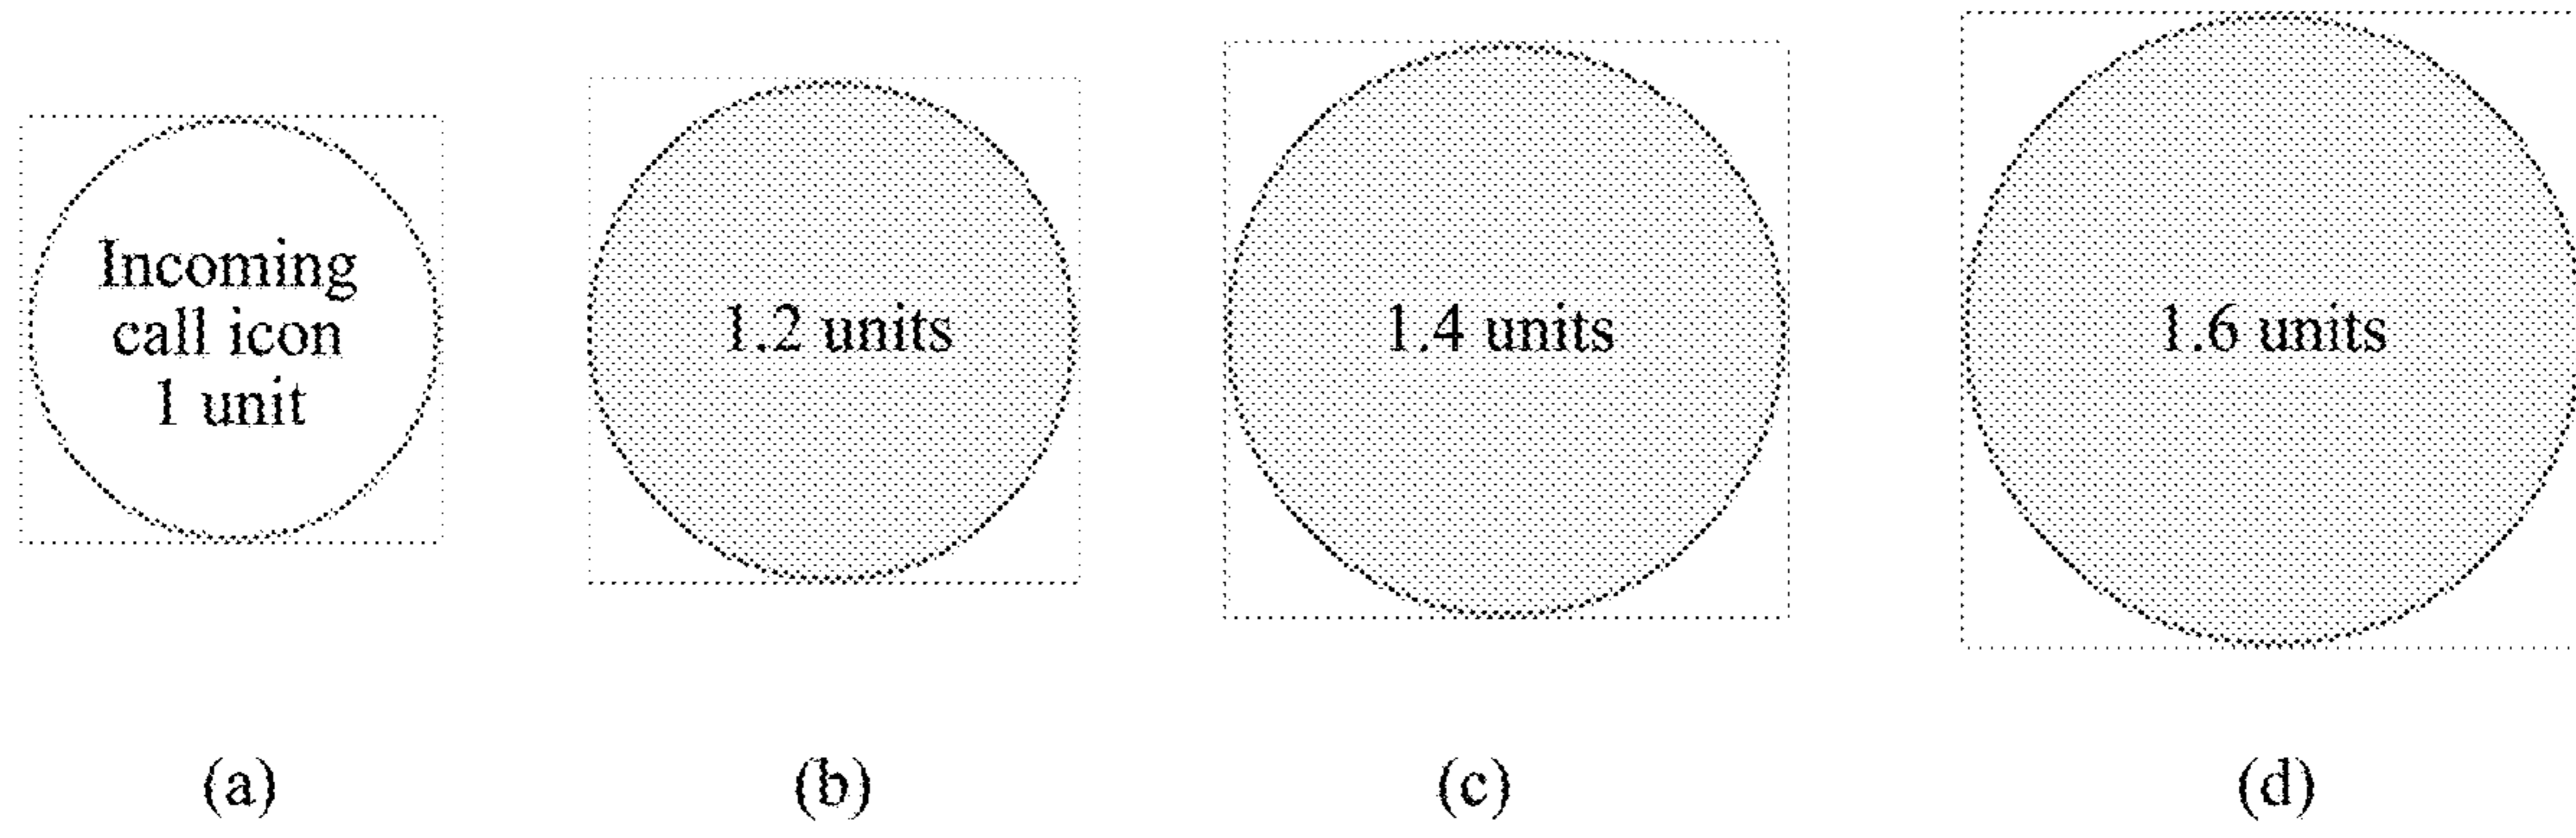 Incoming
call icon
1 unit
1.2 units
1.4 units
1.6 units
(a)
(b)
(c)
(d)